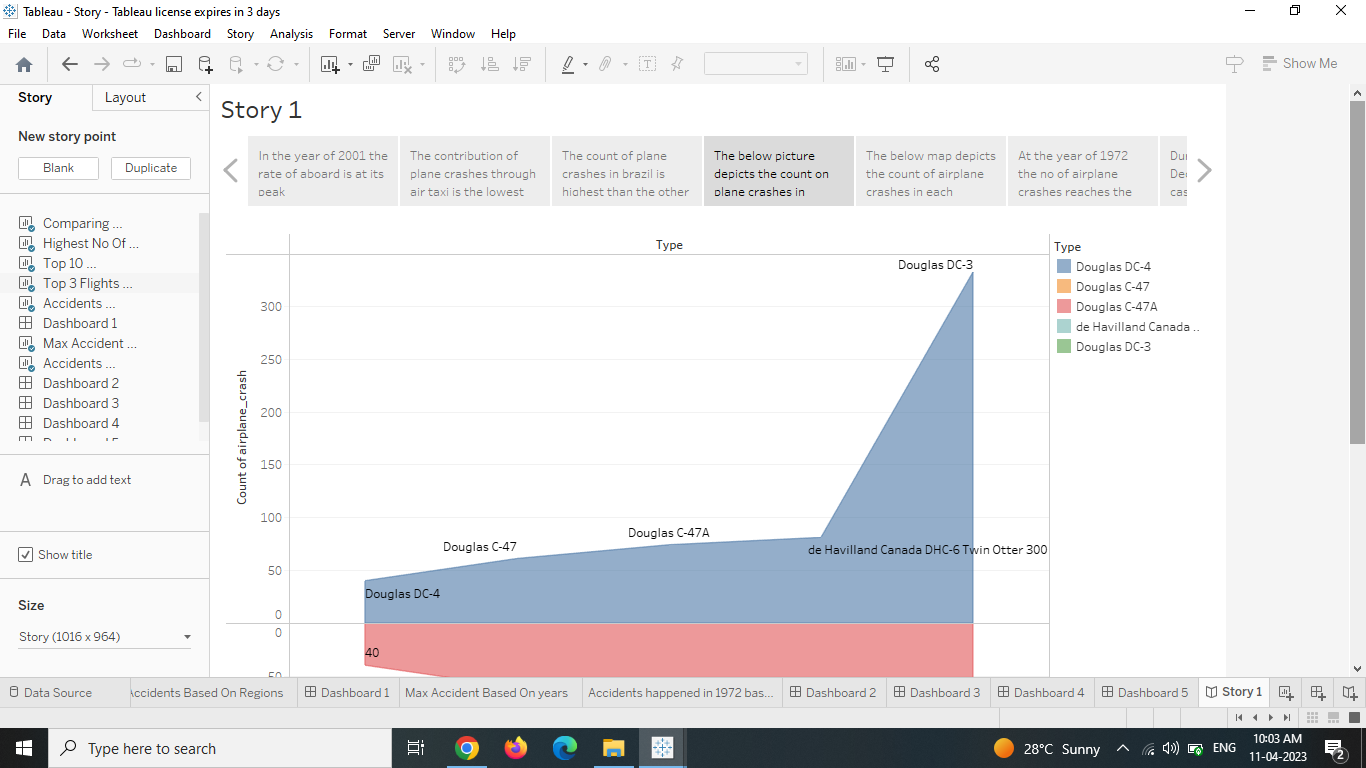 Tableau - Story - Tableau license expires in 3 days
File Data Worksheet Dashboard Story Analysis Format Server Window Help
Show Me
Story Layout
New story point
Blank Duplicate
Comparing ...
Highest No Of ...
Top 10 ...
Top 3 Flights ...
Accidents ...
Dashboard 1
Max Accident ...
Accidents ...
Dashboard 2
Dashboard 3
Dashboard 4
Dashboard 5
A Drag to add text
Show title
Size
Story (1016 x 964)
Story 1
In the year of 2001 the
rate of aboard is at its
peak
The contribution of
plane crashes through
air taxi is the lowest
The count of plane
crashes in brazil is
highest than the other
The below picture
depicts the count on
plane crashes in
The below map depicts
the count of airplane
crashes in each
At the year of 1972
the no of airplane
crashes reaches the
Type
Count of airplane_crash
300
250
200
150
100
50
0
0
50
Douglas DC-3
Douglas C-47A
Douglas C-47
de Havilland Canada DHC-6 Twin Otter 300
Douglas DC-4
40
Type
Douglas DC-4
Douglas C-47
Douglas C-47A
de Havilland Canada ..
Douglas DC-3
Data Source Accidents Based On Regions Dashboard 1 Max Accident Based On years Accidents happened in 1972 bas... Dashboard 2 Dashboard 3 Dashboard 4 Dashboard 5 Story 1
Type here to search
28°C Sunny
ENG
10:03 AM
11-04-2023
2